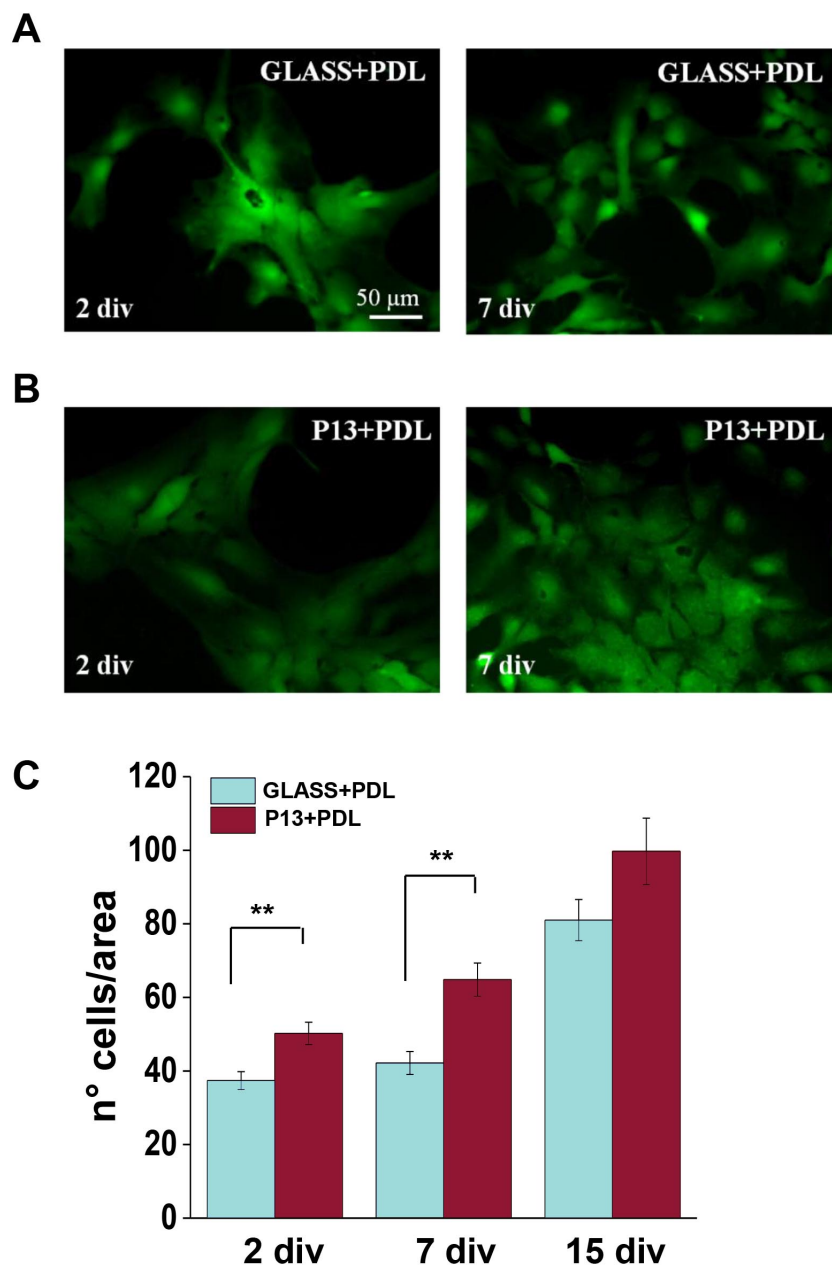 A
GLASS+PDL
GLASS+PDL
2 div
50 µm
7 div
B
P13+PDL
P13+PDL
2 div
7 div
C
n° cells/area
120
100
80
60
40
20
0
GLASS+PDL
P13+PDL
**
**
2 div
7 div
15 div